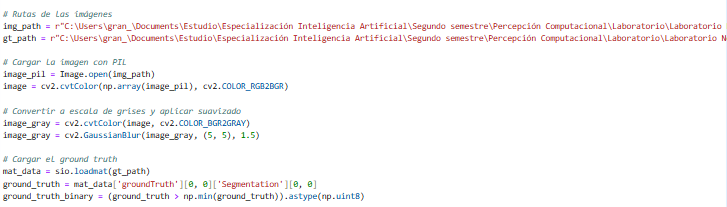 # Rutas de las imágenes
img_path = r"C:\Users\gran_\Documents\Estudio\Especialización Inteligencia Artificial\Segundo semestre\Percepción Computacional\Laboratorio\Laboratorio
gt_path = r"C:\Users\gran_\Documents\Estudio\Especialización Inteligencia Artificial\Segundo semestre\Percepción Computacional\Laboratorio\Laboratorio N
# Cargar la imagen con PIL
image_pil = Image.open(img_path)
image = cv2.cvtColor(np.array(image_pil), cv2.COLOR_RGB2BGR)
# Convertir a escala de grises y aplicar suavizado
image_gray = cv2.cvtColor(image, cv2.COLOR_BGR2GRAY)
image_gray = cv2.GaussianBlur(image_gray, (5, 5), 1.5)
# Cargar el ground truth
mat_data = sio.loadmat(gt_path)
ground_truth = mat_data['groundTruth'][0, 0]['Segmentation'][0, 0]
ground_truth_binary = (ground_truth > np.min(ground_truth)).astype(np.uint8)